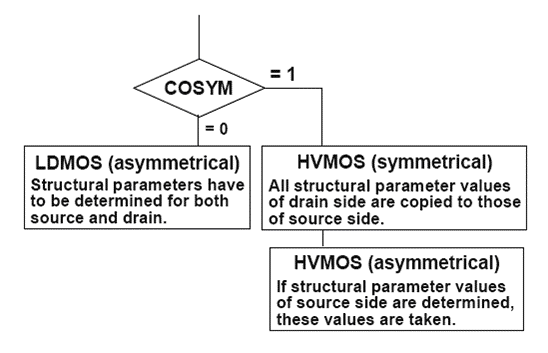 COSYM
= 1
= 0
LDMOS (asymmetrical)
Structural parameters have
to be determined for both
source and drain.
HVMOS (symmetrical)
All structural parameter values
of drain side are copied to those
of source side.
HVMOS (asymmetrical)
If structural parameter values
of source side are determined,
these values are taken.